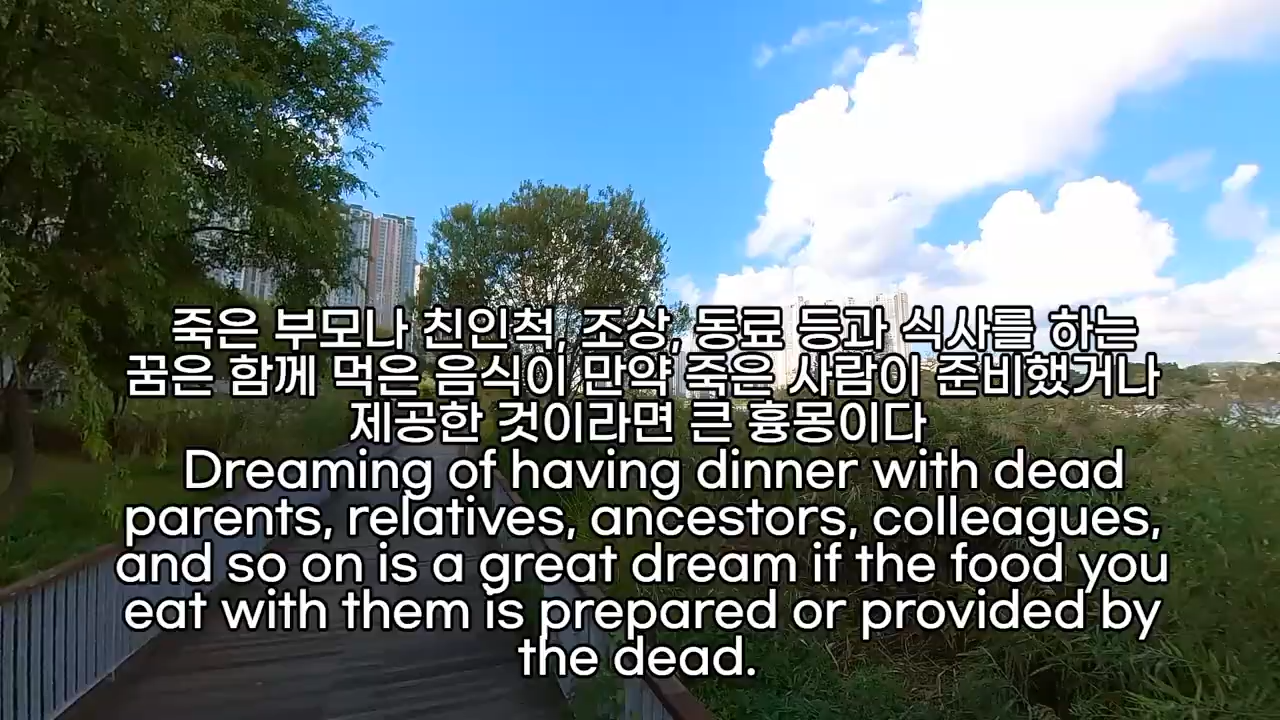 죽은 부모나 친인척, 조상, 동료 등과 식사를 하는
꿈은 함께 먹은 음식이 만약 죽은 사람이 준비했거나
제공한 것이라면 큰 흉몽이다
Dreaming of having dinner with dead
parents, relatives, ancestors, colleagues,
and so on is a great dream if the food you
eat with them is prepared or provided by
the dead.